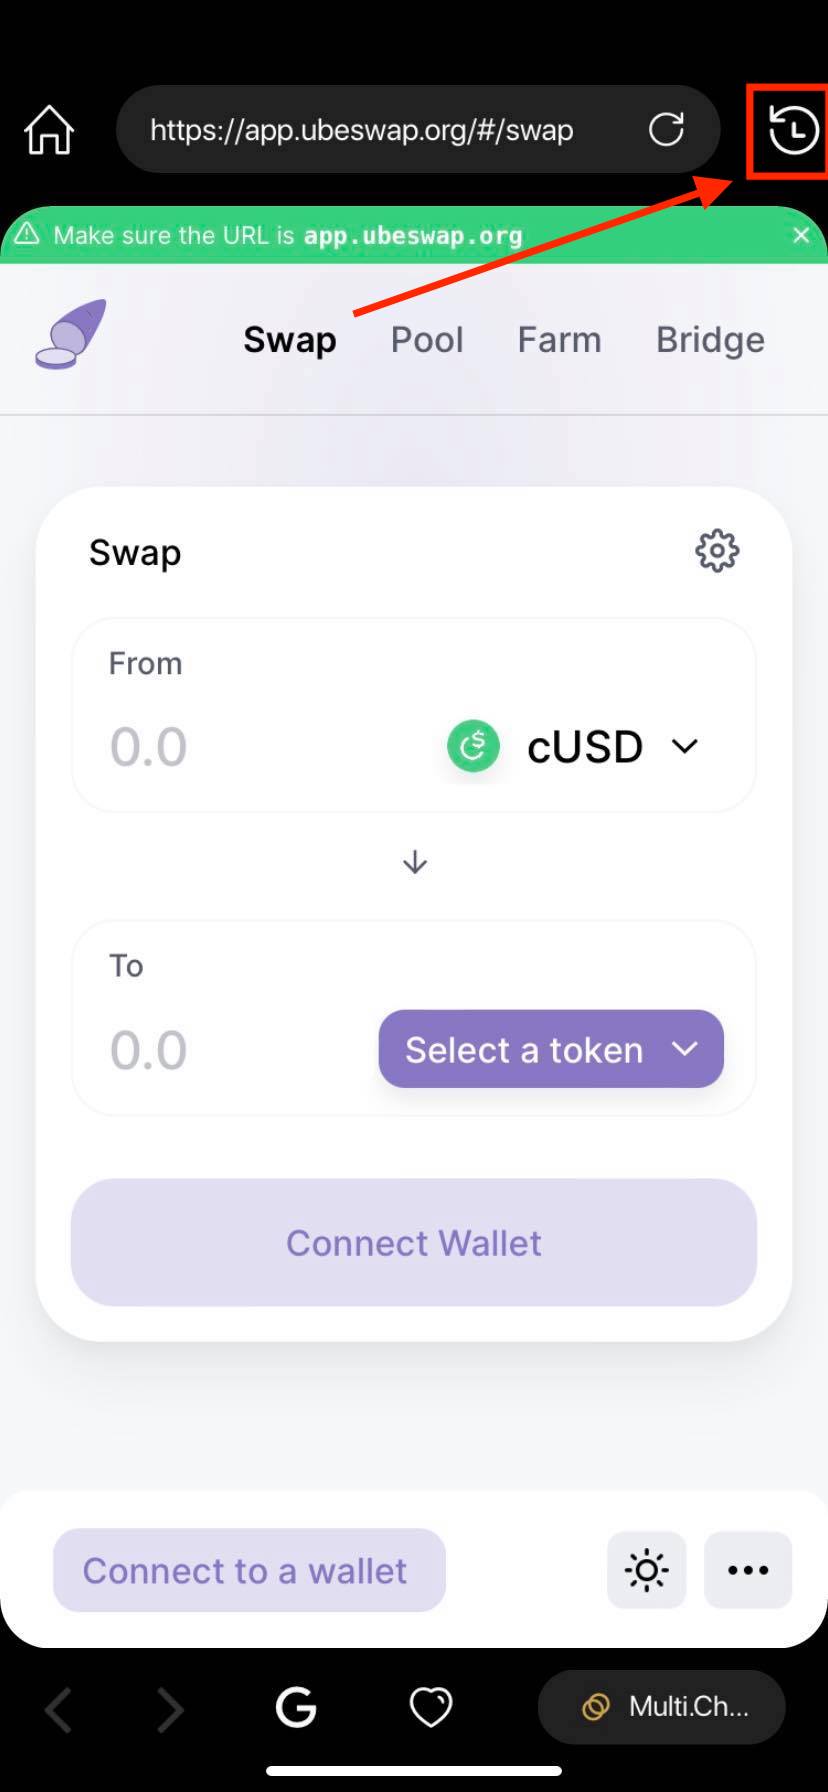 https://app.ubeswap.org/#/swap
Make sure the URL is app.ubeswap.org
Swap Pool Farm Bridge
Swap
From
0.0 cUSD
To
0.0 Select a token
Connect Wallet
Connect to a wallet
G Multi.Ch...